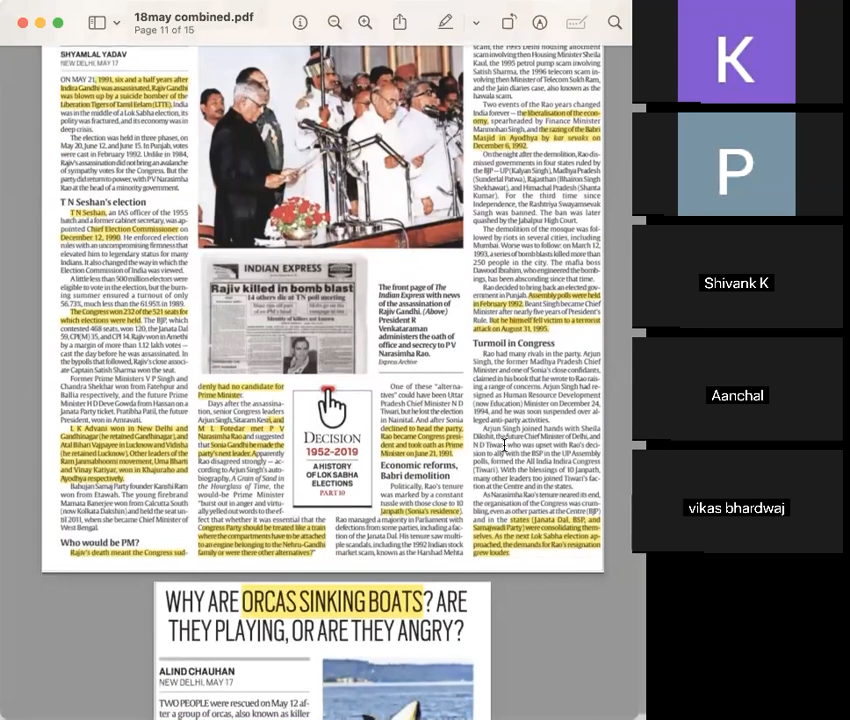 18may combined.pdf
Page 11 of 15
SHYAMLAL YADAV
NEW DELHI, MAY 17
ON MAY 21, 1991, six and a half years after
Indira Gandhi was assassinated, Rajiv Gandhi
was blown up by a suicide bomber of the
Liberation Tigers of Tamil Eelam (LTTE). India
was in the middle of a Lok Sabha election, its
polity was fractured, and its economy was in
deep crisis.
The election was held in three phases, on
May 20, June 12, and June 15. In Punjab, votes
were cast in February 1992. Unlike in 1984,
Rajiv's assassination did not bring an avalanche
of sympathy votes for the Congress. But the
party did return to power, with P V Narasimha
Rao at the head of a minority government.
T N Seshan's election
T N Seshan, an IAS officer of the 1955
batch and a former cabinet secretary, was ap-
pointed Chief Election Commissioner on
December 12, 1990. He enforced election
rules with an uncompromising firmness that
elevated him to legendary status for many
Indians. It also changed the way in which the
Election Commission of India was viewed.
A little less than 500 million electors were
eligible to vote in the election, but the burn-
ing summer ensured a turnout of only
56.73%, much less than the 61.95% in 1989.
The Congress won 232 of the 521 seats for
which elections were held. The BJP, which
contested 468 seats, won 120, the Janata Dal
59, CPI(M) 35, and CPI 14. Rajiv won in Amethi
by a margin of more than 1.12 lakh votes —
cast the day before he was assassinated. In
the bypolls that followed, Rajiv's close associ-
ate Captain Satish Sharma won the seat.
Former Prime Ministers V P Singh and
Chandra Shekhar won from Fatehpur and
Ballia respectively, and the future Prime
Minister H D Deve Gowda from Hassan on a
Janata Party ticket. Pratibha Patil, the future
President, won in Amravati.
L K Advani won in New Delhi and
Gandhinagar (he retained Gandhinagar), and
Atal Bihari Vajpayee in Lucknow and Vidisha
(he retained Lucknow). Other leaders of the
Ram Janmabhoomi movement, Uma Bharti
and Vinay Katiyar, won in Khajuraho and
Ayodhya respectively.
Bahujan Samaj Party founder Kanshi Ram
won from Etawah. The young firebrand
Mamata Banerjee won from Calcutta South
(now Kolkata Dakshin) and held the seat un-
til 2011, when she became Chief Minister of
West Bengal.
Who would be PM?
Rajiv's death meant the Congress sud-
INDIAN EXPRESS
Rajiv killed in bomb blast
14 others die at TN poll meeting
The front page of The
Indian Express with news
of the assassination of
Rajiv Gandhi. (Above)
President R
Venkataraman
administers the oath of
office and secrecy to P V
Narasimha Rao.
Express Archive
denly had no candidate for
Prime Minister.
Days after the assassina-
tion, senior Congress leaders
Arjun Singh, Sitaram Kesri, and
M L Fotedar met P V
Narasimha Rao and suggested
that Sonia Gandhi be made the
party's next leader. Apparently
Rao disagreed strongly — ac-
cording to Arjun Singh's auto-
biography, A Grain of Sand in
the Hourglass of Time, the
would-be Prime Minister
"burst out in anger and virtu-
ally yelled out words to the ef-
fect that whether it was essential that the
Congress Party should be treated like a train
where the compartments have to be attached
to an engine belonging to the Nehru-Gandhi
family or were there other alternatives?"
DECISION
1952-2019
A HISTORY
OF LOK SABHA
ELECTIONS
PART 10
One of these "alterna-
tives" could have been Uttar
Pradesh Chief Minister N D
Tiwari, but he lost the election
in Nainital. And after Sonia
declined to head the party,
Rao became Congress presi-
dent and took oath as Prime
Minister on June 21, 1991.
Economic reforms,
Babri demolition
Politically, Rao's tenure
was marked by a constant
tussle with those close to 10
Janpath (Sonia's residence).
Rao managed a majority in Parliament with
defections from some parties, including a fac-
tion of the Janata Dal. His tenure saw multi-
ple scandals, including the 1992 Indian stock
market scam, known as the Harshad Mehta
scam, the 1995 Delhi housing allotment
scam involving then Housing Minister Sheila
Kaul, the 1995 petrol pump scam involving
Satish Sharma, the 1996 telecom scam in-
volving then Minister of Telecom Sukh Ram,
and the Jain diaries case, also known as the
hawala scam.
Two events of the Rao years changed
India forever — the liberalisation of the econ-
omy, spearheaded by Finance Minister
Manmohan Singh, and the razing of the Babri
Masjid in Ayodhya by kar sevaks on
December 6, 1992.
On the night after the demolition, Rao dis-
missed governments in four states ruled by
the BJP — UP (Kalyan Singh), Madhya Pradesh
(Sunderlal Patwa), Rajasthan (Bhairon Singh
Shekhawat), and Himachal Pradesh (Shanta
Kumar). For the third time since
Independence, the Rashtriya Swayamsevak
Sangh was banned. The ban was later
quashed by the Jabalpur High Court.
The demolition of the mosque was fol-
lowed by riots in several cities, including
Mumbai. Worse was to follow: on March 12,
1993, a series of bomb blasts killed more than
250 people in the city. The mafia boss
Dawood Ibrahim, who engineered the bomb-
ings, has been absconding since that time.
Rao decided to bring back an elected gov-
ernment in Punjab. Assembly polls were held
in February 1992. Beant Singh became Chief
Minister after nearly five years of President's
Rule. But he himself fell victim to a terrorist
attack on August 31, 1995.
Turmoil in Congress
Rao had many rivals in the party. Arjun
Singh, the former Madhya Pradesh Chief
Minister and one of Sonia's close confidants,
claimed in his book that he wrote to Rao rais-
ing a range of concerns. Arjun Singh had re-
signed as Human Resource Development
(now Education) Minister on December 24,
1994, and he was soon suspended over al-
leged anti-party activities.
Arjun Singh joined hands with Sheila
Dikshit, the future Chief Minister of Delhi, and
N D Tiwari who was upset with Rao's deci-
sion to ally with the BSP in the UP Assembly
polls, formed the All India Indira Congress
(Tiwari). With the blessings of 10 Janpath,
many other leaders too joined Tiwari's fac-
tion at the Centre and in the states.
As Narasimha Rao's tenure neared its end,
the organisation of the Congress was crum-
bling, even as other parties at the Centre (BJP)
and in the states (Janata Dal, BSP, and
Samajwadi Party) were consolidating them-
selves. As the next Lok Sabha election ap-
proached, the demands for Rao's resignation
grew louder.
WHY ARE ORCAS SINKING BOATS? ARE
THEY PLAYING, OR ARE THEY ANGRY?
ALIND CHAUHAN
NEW DELHI, MAY 17
TWO PEOPLE were rescued on May 12 af-
ter a group of orcas, also known as killer
K
P
Shivank K
Aanchal
vikas bhardwaj